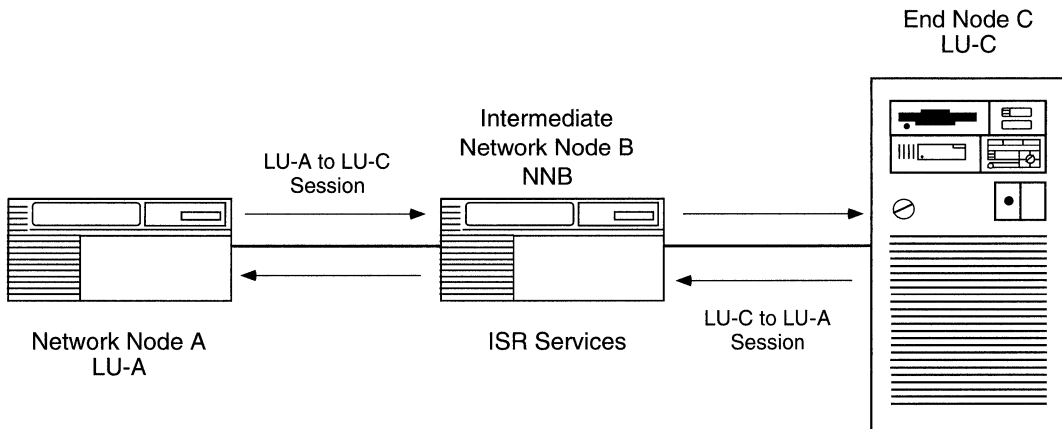 End Node C
LU-C
Intermediate
Network Node B
NNB
LU-A to LU-C
Session
Network Node A
LU-A
ISR Services
LU-C to LU-A
Session